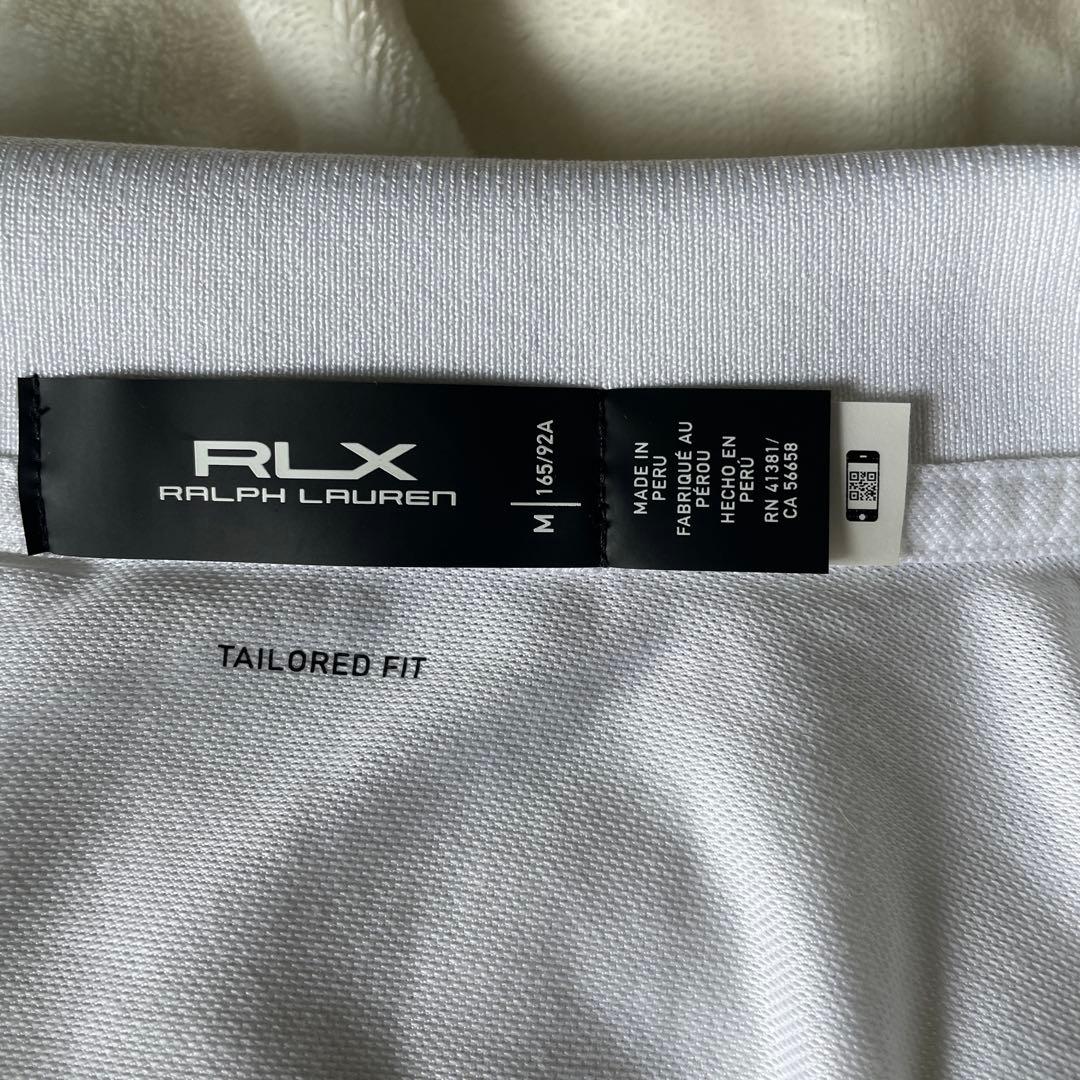 RLX
RALPH LAUREN
M | 165/92A
MADE IN
PERU
FABRIQUÉ AU
PÉROU
HECHO EN
PERÚ
RN 41381/
CA 56658
TAILORED FIT